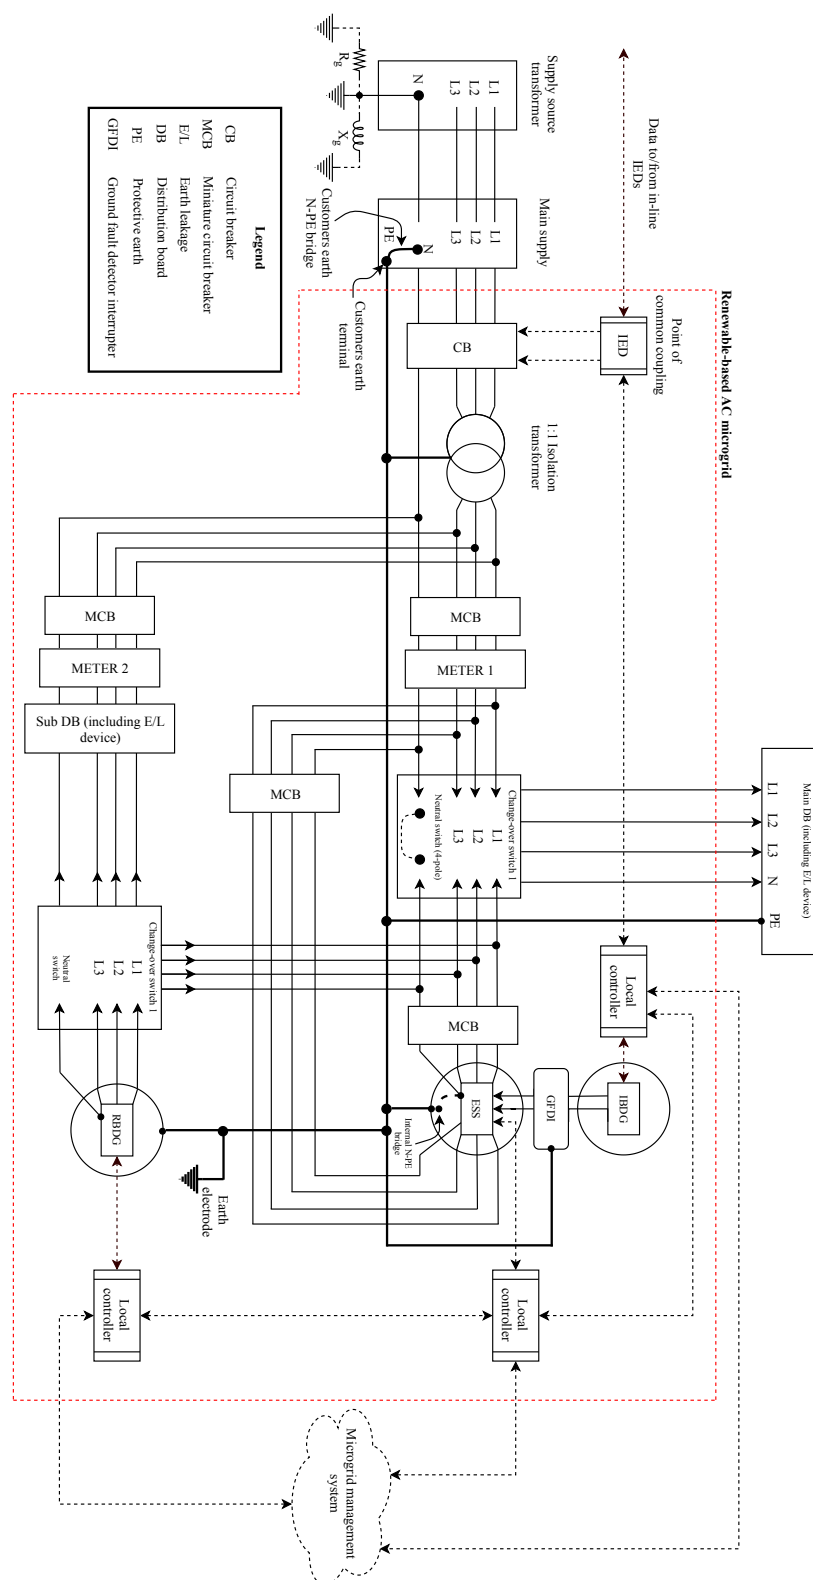 Supply source
transformer
L1
L2
L3
N
Rg
Xg
Main supply
L1
L2
L3
N
PE
Customers earth
N-PE bridge
Customers earth
terminal
Data to/from in-line
IEDs
Renewable-based AC microgrid
Point of
common coupling
IED
CB
1:1 Isolation
transformer
Legend
CB Circuit breaker
MCB Miniature circuit breaker
E/L Earth leakage
DB Distribution board
PE Protective earth
GFDI Ground fault detector interrupter
MCB
METER 1
MCB
METER 2
Sub DB (including E/L
device)
MCB
Change-over switch 1
L1
L2
L3
Neutral switch (4-pole)
Main DB (including E/L device)
L1
L2
L3
N
PE
Change-over switch 1
L1
L2
L3
Neutral
switch
MCB
ESS
Internal N-PE
bridge
GFDI
IBDG
Local
controller
RBDG
Earth
electrode
Local
controller
Local
controller
Microgrid management
system